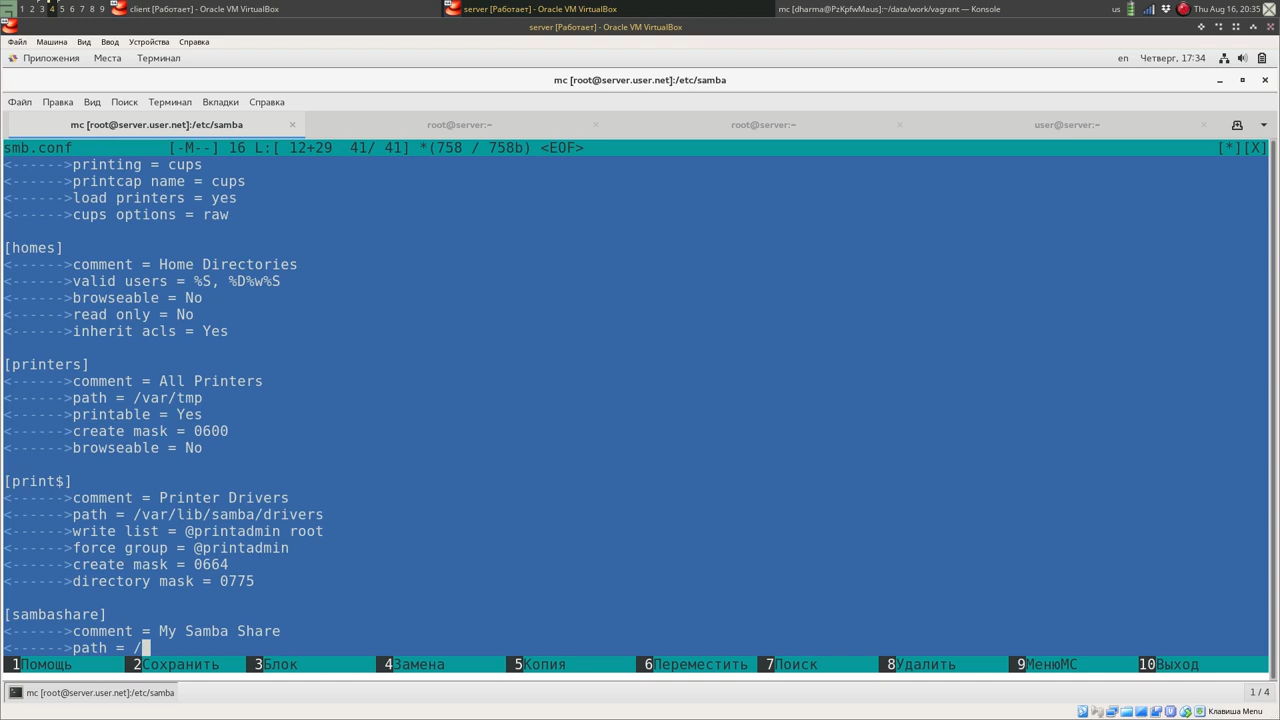 1 2 3 4 5 6 7 8 9 client [Работает] - Oracle VM VirtualBox server [Работает] - Oracle VM VirtualBox mc [dharma@PzKpfwMaus]:~/data/work/vagrant — Konsole us Thu Aug 16, 20:35
server [Работает] - Oracle VM VirtualBox
Файл Машина Вид Ввод Устройства Справка
Приложения Места Терминал en Четверг, 17:34
mc [root@server.user.net]:/etc/samba
Файл Правка Вид Поиск Терминал Вкладки Справка
mc [root@server.user.net]:/etc/samba × root@server:~ × root@server:~ × user@server:~ ×
smb.conf [-M--] 16 L:[ 12+29 41/ 41] *(758 / 758b) <EOF> [*][X]
<------>printing = cups
<------>printcap name = cups
<------>load printers = yes
<------>cups options = raw
[homes]
<------>comment = Home Directories
<------>valid users = %S, %D%w%S
<------>browseable = No
<------>read only = No
<------>inherit acls = Yes
[printers]
<------>comment = All Printers
<------>path = /var/tmp
<------>printable = Yes
<------>create mask = 0600
<------>browseable = No
[print$]
<------>comment = Printer Drivers
<------>path = /var/lib/samba/drivers
<------>write list = @printadmin root
<------>force group = @printadmin
<------>create mask = 0664
<------>directory mask = 0775
[sambashare]
<------>comment = My Samba Share
<------>path = /
1Помощь 2Сохранить 3Блок 4Замена 5Копия 6Переместить 7Поиск 8Удалить 9МенюМС 10Выход
mc [root@server.user.net]:/etc/samba 1 / 4
Клавиша Menu